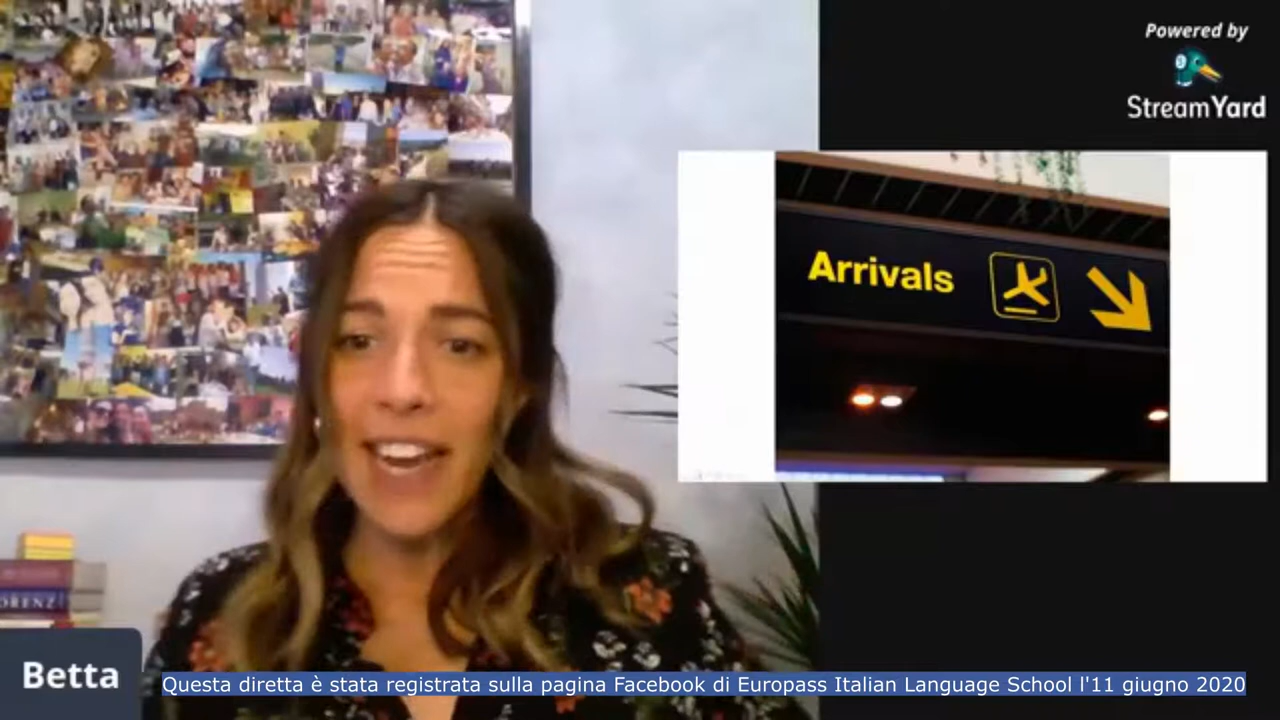 Powered by
StreamYard
Arrivals
ORENZ
Betta
Questa diretta è stata registrata sulla pagina Facebook di Europass Italian Language School l'11 giugno 2020